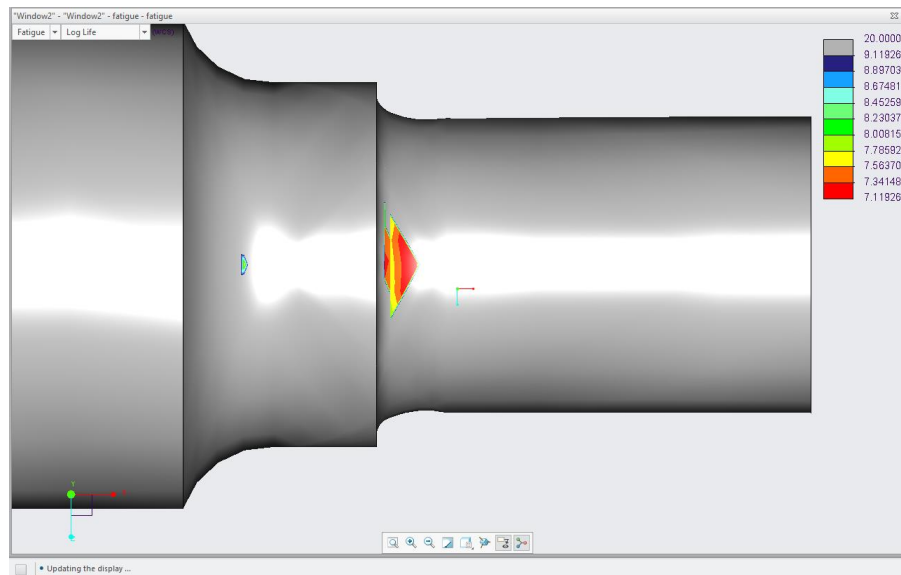 "Window2" - "Window2" - fatigue - fatigue
Fatigue
Log Life
20.0000
9.11926
8.89703
8.67481
8.45259
8.23037
8.00815
7.78592
7.56370
7.34148
7.11926
Y
• Updating the display ...